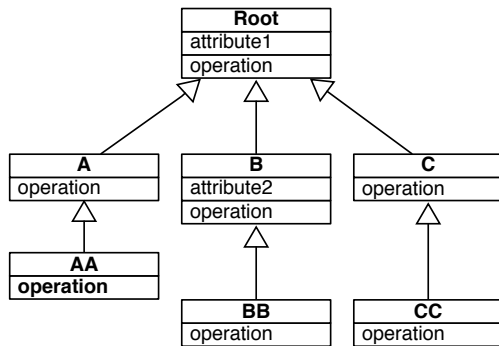 Root
attribute1
operation
A
operation
B
attribute2
operation
C
operation
AA
operation
BB
operation
CC
operation